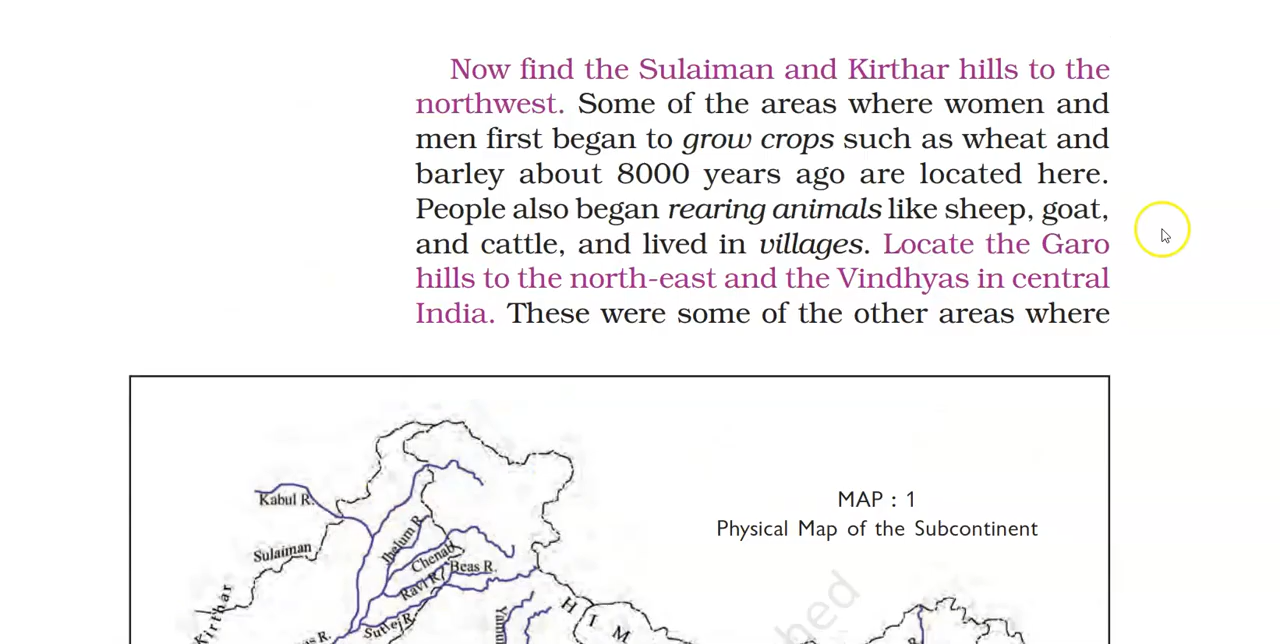 Now find the Sulaiman and Kirthar hills to the
northwest. Some of the areas where women and
men first began to grow crops such as wheat and
barley about 8000 years ago are located here.
People also began rearing animals like sheep, goat,
and cattle, and lived in villages. Locate the Garo
hills to the north-east and the Vindhyas in central
India. These were some of the other areas where
MAP : 1
Physical Map of the Subcontinent
Kabul R.
Sulaiman
Jhelum R.
Chenab
Beas R.
Ravi R.
Kirthar
Sutlej R.
H I M